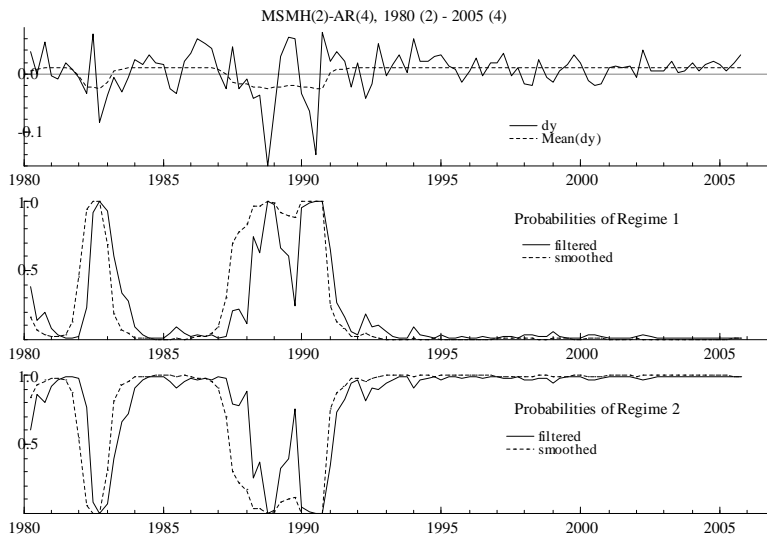 MSMH(2)-AR(4), 1980 (2) - 2005 (4)
0.0
dy
Mean(dy)
-0.1
1980 1985 1990 1995 2000 2005
1.0
Probabilities of Regime 1
filtered
smoothed
0.5
1980 1985 1990 1995 2000 2005
1.0
Probabilities of Regime 2
filtered
smoothed
0.5
1980 1985 1990 1995 2000 2005